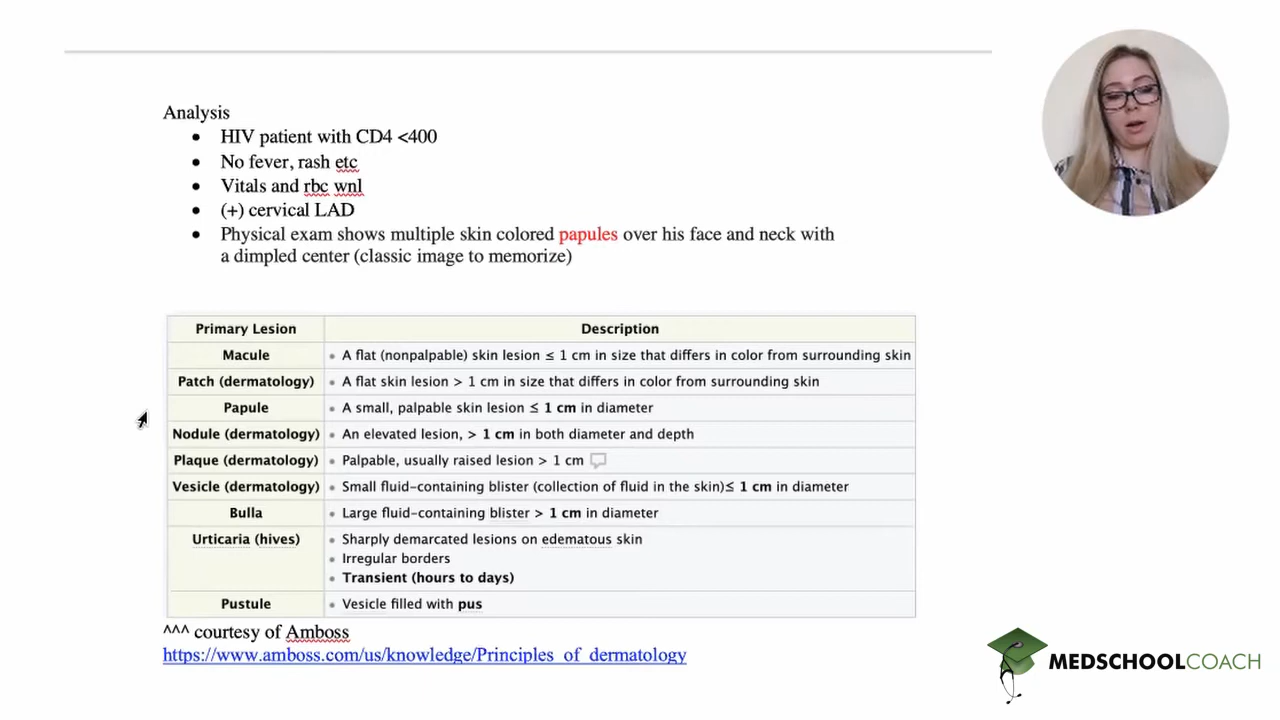 Analysis
• HIV patient with CD4 <400
• No fever, rash etc
• Vitals and rbc wnl
• (+) cervical LAD
• Physical exam shows multiple skin colored papules over his face and neck with
a dimpled center (classic image to memorize)
Primary Lesion Description
Macule • A flat (nonpalpable) skin lesion ≤ 1 cm in size that differs in color from surrounding skin
Patch (dermatology) • A flat skin lesion > 1 cm in size that differs in color from surrounding skin
Papule • A small, palpable skin lesion ≤ 1 cm in diameter
Nodule (dermatology) • An elevated lesion, > 1 cm in both diameter and depth
Plaque (dermatology) • Palpable, usually raised lesion > 1 cm
Vesicle (dermatology) • Small fluid-containing blister (collection of fluid in the skin)≤ 1 cm in diameter
Bulla • Large fluid-containing blister > 1 cm in diameter
Urticaria (hives) • Sharply demarcated lesions on edematous skin
• Irregular borders
• Transient (hours to days)
Pustule • Vesicle filled with pus
^^^ courtesy of Amboss
https://www.amboss.com/us/knowledge/Principles_of_dermatology
MEDSCHOOLCOACH